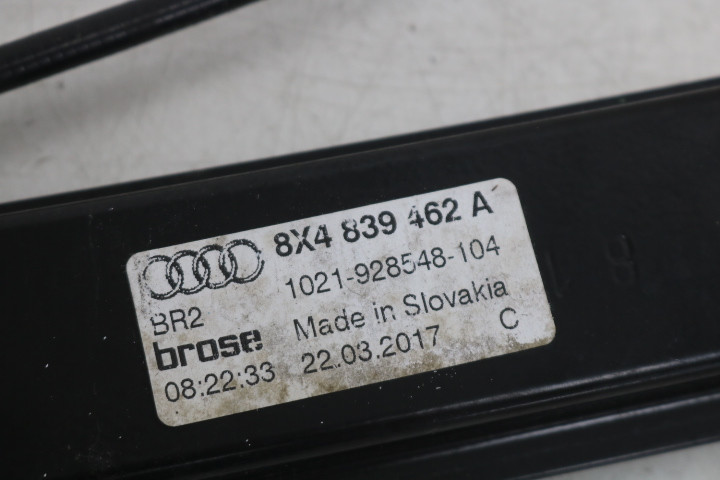 8X4 839 462 A
1021-928548-104
BR2
Made in Slovakia
brose
22.03.2017 C
08:22:33